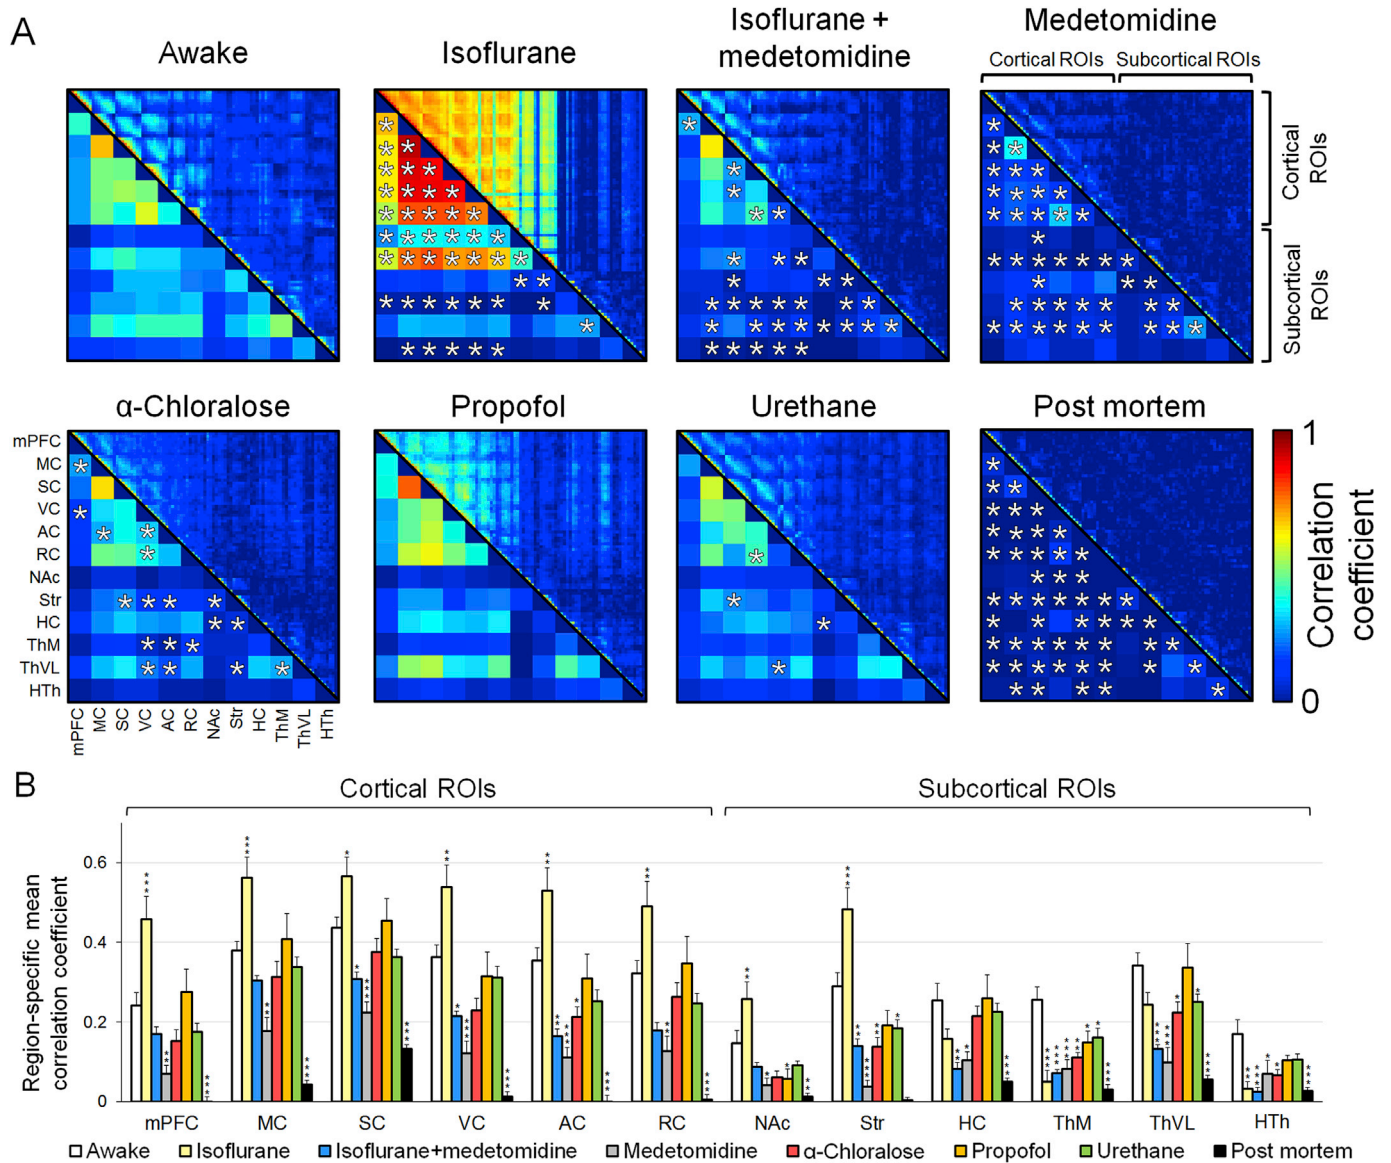 A
Awake
Isoflurane
Isoflurane +
medetomidine
Medetomidine
Cortical ROIs
Subcortical ROIs
Cortical
ROIs
Subcortical
ROIs
α-Chloralose
Propofol
Urethane
Post mortem
mPFC
MC
SC
VC
AC
RC
NAc
Str
HC
ThM
ThVL
HTh
mPFC
MC
SC
VC
AC
RC
NAc
Str
HC
ThM
ThVL
HTh
1
0
Correlation
coefficient
B
Cortical ROIs
Subcortical ROIs
Region-specific mean
correlation coefficient
0.6
0.4
0.2
0
mPFC MC SC VC AC RC NAc Str HC ThM ThVL HTh
Awake Isoflurane Isoflurane+medetomidine Medetomidine α-Chloralose Propofol Urethane Post mortem